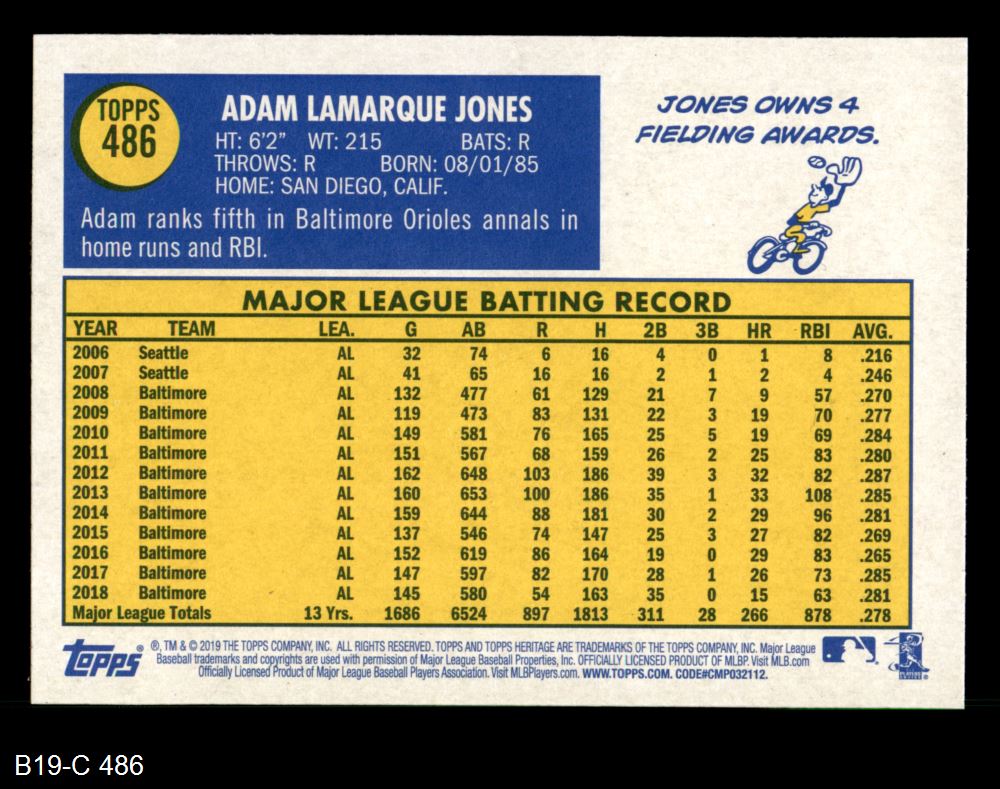 TOPPS
486
ADAM LAMARQUE JONES
HT: 6'2" WT: 215 BATS: R
THROWS: R BORN: 08/01/85
HOME: SAN DIEGO, CALIF.
Adam ranks fifth in Baltimore Orioles annals in
home runs and RBI.
JONES OWNS 4
FIELDING AWARDS.
MAJOR LEAGUE BATTING RECORD
YEAR TEAM LEA. G AB R H 2B 3B HR RBI AVG.
2006 Seattle AL 32 74 6 16 4 0 1 8 .216
2007 Seattle AL 41 65 16 16 2 1 2 4 .246
2008 Baltimore AL 132 477 61 129 21 7 9 57 .270
2009 Baltimore AL 119 473 83 131 22 3 19 70 .277
2010 Baltimore AL 149 581 76 165 25 5 19 69 .284
2011 Baltimore AL 151 567 68 159 26 2 25 83 .280
2012 Baltimore AL 162 648 103 186 39 3 32 82 .287
2013 Baltimore AL 160 653 100 186 35 1 33 108 .285
2014 Baltimore AL 159 644 88 181 30 2 29 96 .281
2015 Baltimore AL 137 546 74 147 25 3 27 82 .269
2016 Baltimore AL 152 619 86 164 19 0 29 83 .265
2017 Baltimore AL 147 597 82 170 28 1 26 73 .285
2018 Baltimore AL 145 580 54 163 35 0 15 63 .281
Major League Totals 13 Yrs. 1686 6524 897 1813 311 28 266 878 .278
Topps®
®, TM & © 2019 THE TOPPS COMPANY, INC. ALL RIGHTS RESERVED. TOPPS AND TOPPS HERITAGE ARE TRADEMARKS OF THE TOPPS COMPANY, INC. Major League
Baseball trademarks and copyrights are used with permission of Major League Baseball Properties, Inc. OFFICIALLY LICENSED PRODUCT OF MLBP. Visit MLB.com
Officially Licensed Product of Major League Baseball Players Association. Visit MLBPlayers.com. WWW.TOPPS.COM. CODE#CMP032112.
B19-C 486